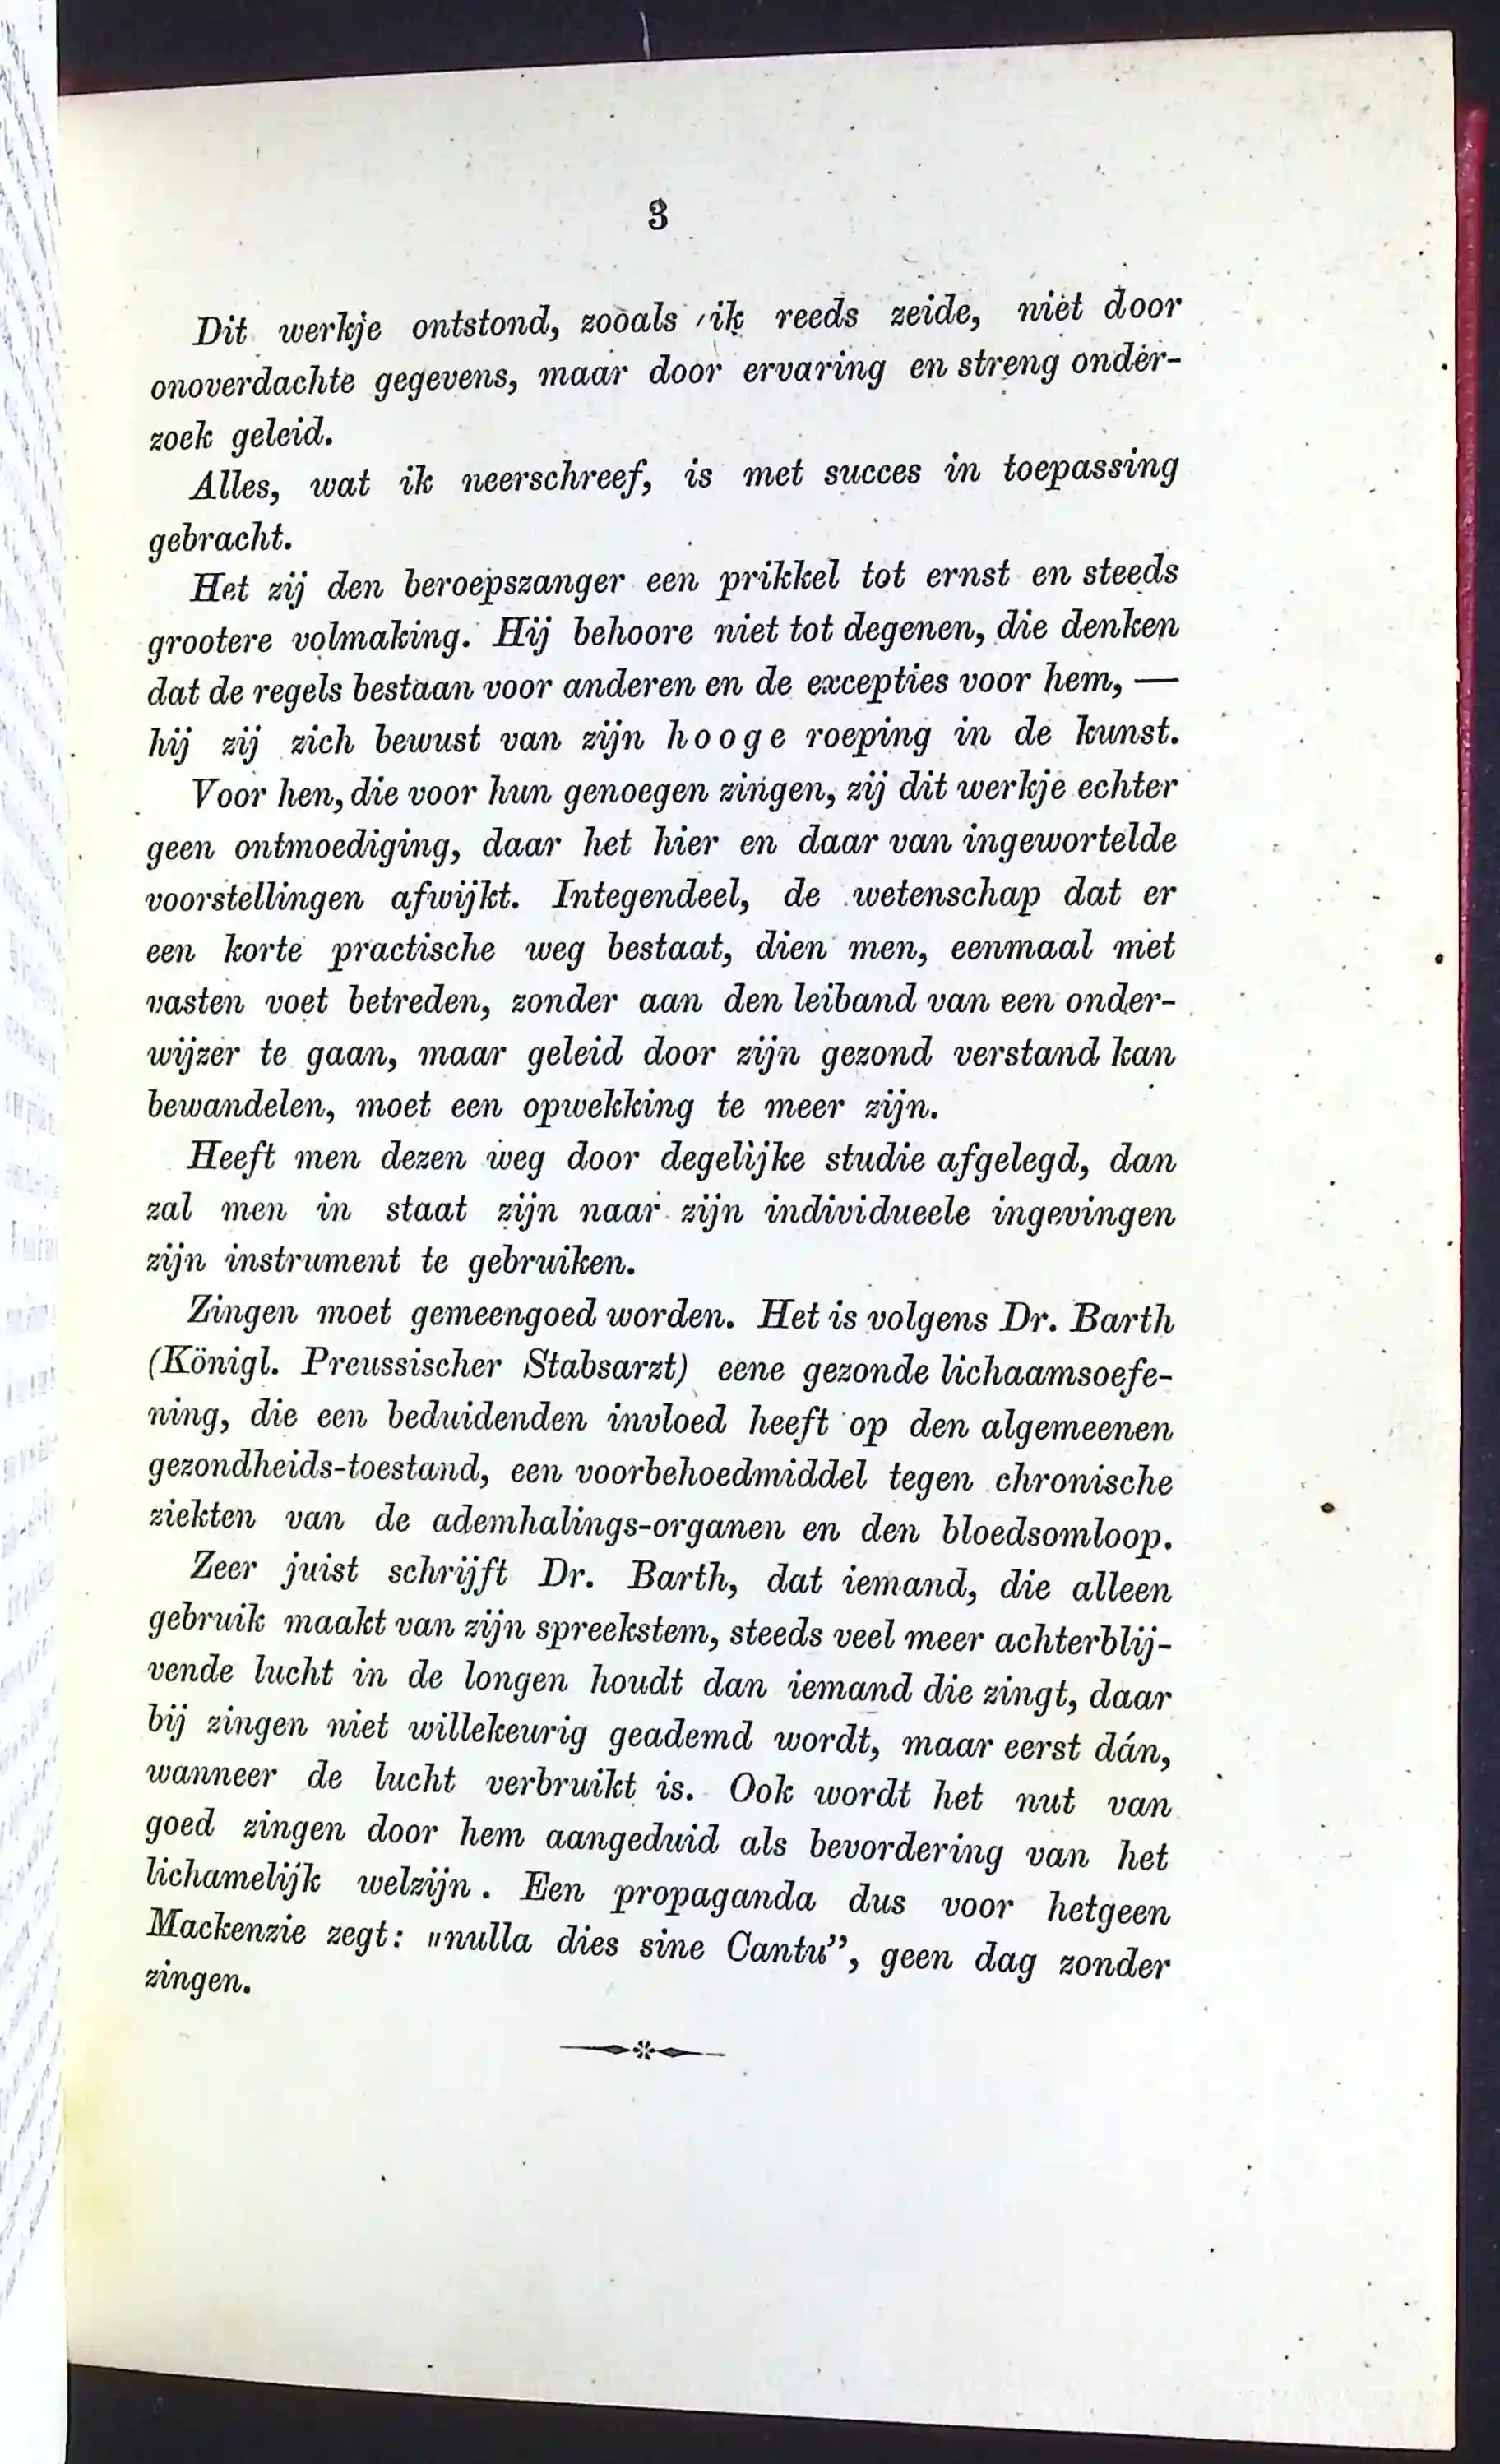 3
Dit werkje ontstond, zooals ik reeds zeide, niet door
onoverdachte gegevens, maar door ervaring en streng onder-
zoek geleid.
Alles, wat ik neerschreef, is met succes in toepassing
gebracht.
Het zij den beroepszanger een prikkel tot ernst en steeds
grootere volmaking. Hij behoore niet tot degenen, die denken
dat de regels bestaan voor anderen en de excepties voor hem, —
hij zij zich bewust van zijn hooge roeping in de kunst.
Voor hen, die voor hun genoegen zingen, zij dit werkje echter
geen ontmoediging, daar het hier en daar van ingewortelde
voorstellingen afwijkt. Integendeel, de wetenschap dat er
een korte practische weg bestaat, dien men, eenmaal met
vasten voet betreden, zonder aan den leiband van een onder-
wijzer te gaan, maar geleid door zijn gezond verstand kan
bewandelen, moet een opwekking te meer zijn.
Heeft men dezen weg door degelijke studie afgelegd, dan
zal men in staat zijn naar zijn individueele ingevingen
zijn instrument te gebruiken.
Zingen moet gemeengoed worden. Het is volgens Dr. Barth
(Königl. Preussischer Stabsarzt) eene gezonde lichaamsoefe-
ning, die een beduidenden invloed heeft op den algemeenen
gezondheids-toestand, een voorbehoedmiddel tegen chronische
ziekten van de ademhalings-organen en den bloedsomloop.
Zeer juist schrijft Dr. Barth, dat iemand, die alleen
gebruik maakt van zijn spreekstem, steeds veel meer achterblij-
vende lucht in de longen houdt dan iemand die zingt, daar
bij zingen niet willekeurig geademd wordt, maar eerst dán,
wanneer de lucht verbruikt is. Ook wordt het nut van
goed zingen door hem aangeduid als bevordering van het
lichamelijk welzijn. Een propaganda dus voor hetgeen
Mackenzie zegt: „nulla dies sine Cantu”, geen dag zonder
zingen.